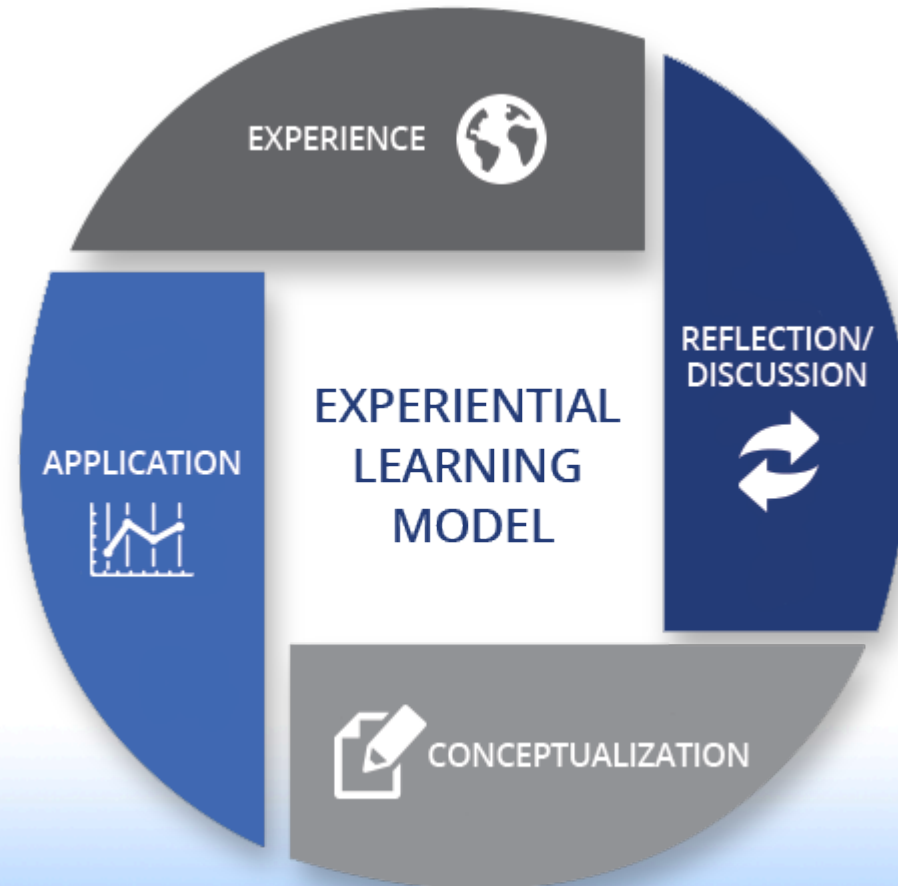 EXPERIENCE
REFLECTION/
DISCUSSION
EXPERIENTIAL
LEARNING
MODEL
APPLICATION
CONCEPTUALIZATION